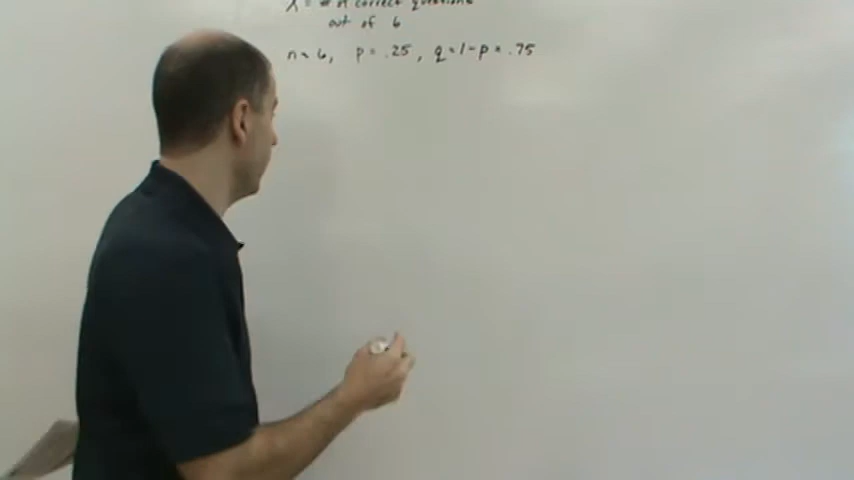 X = # of correct questions
out of 6
n = 6, p = .25, q = 1 - p = .75